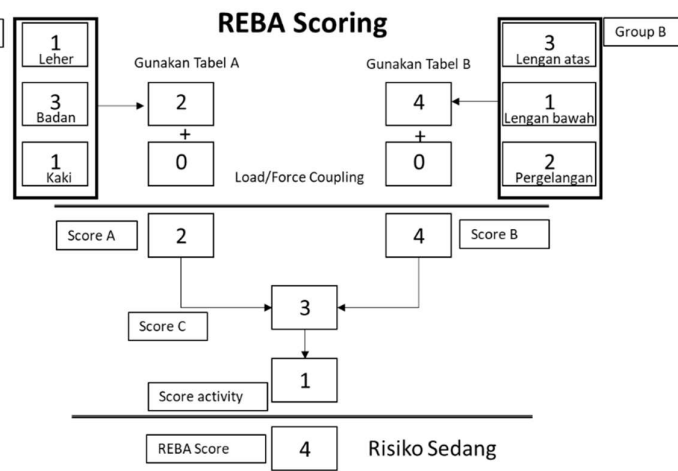 REBA Scoring
1
Leher
3
Badan
1
Kaki
Gunakan Tabel A
2
+
0
Load/Force Coupling
Gunakan Tabel B
4
+
0
Group B
3
Lengan atas
1
Lengan bawah
2
Pergelangan
Score A
2
4
Score B
3
Score C
1
Score activity
REBA Score
4
Risiko Sedang